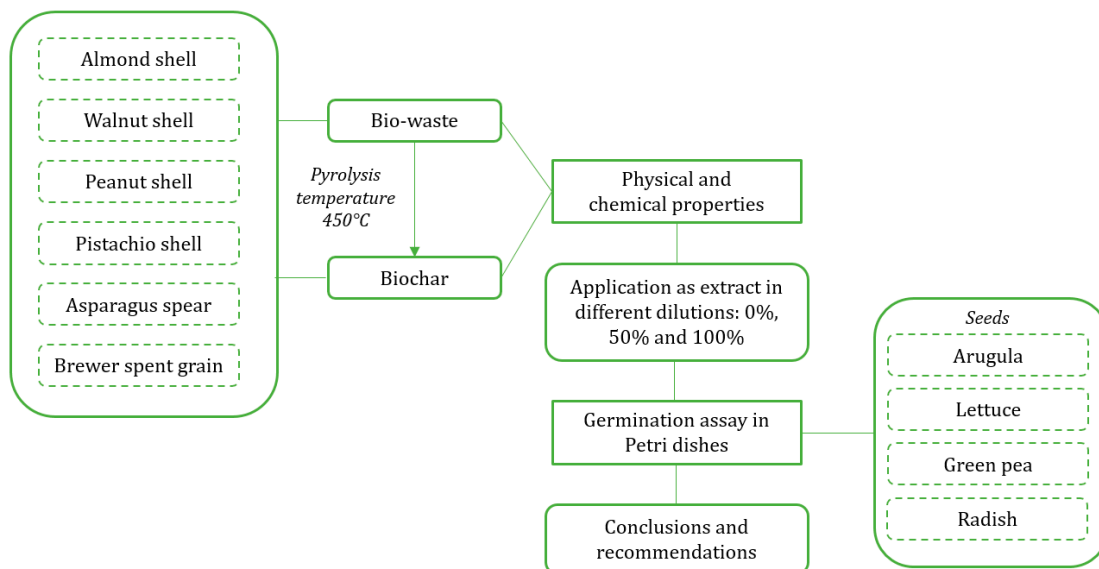 Almond shell
Walnut shell
Peanut shell
Pistachio shell
Asparagus spear
Brewer spent grain
Bio-waste
Pyrolysis
temperature
450°C
Biochar
Physical and
chemical properties
Application as extract in
different dilutions: 0%,
50% and 100%
Germination assay in
Petri dishes
Conclusions and
recommendations
Seeds
Arugula
Lettuce
Green pea
Radish